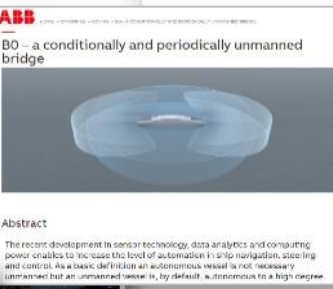 ABB
B0 – a conditionally and periodically unmanned
bridge
Abstract
The recent development in sensor technology, data analytics and computing
power enables to increase the level of automation in ship navigation, steering
and control. As a basic definition an autonomous vessel is not necessary
unmanned but an unmanned vessel is, by default, autonomous to a high degree.